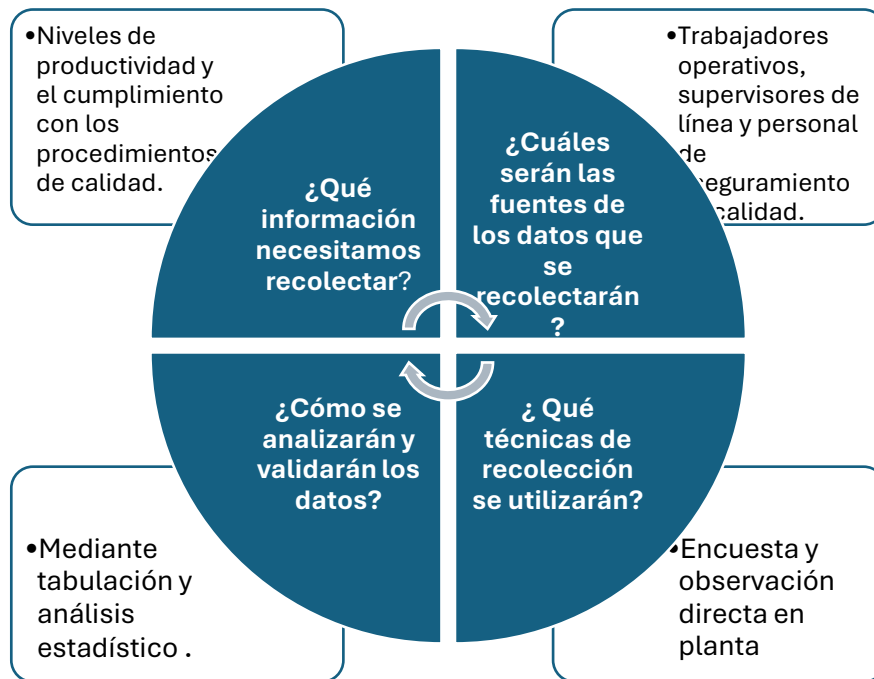 •Niveles de
productividad y
el cumplimiento
con los
procedimientos
de calidad.
¿Qué
información
necesitamos
recolectar?
•Trabajadores
operativos,
supervisores de
línea y personal
de
seguramiento
calidad.
¿Cuáles
serán las
fuentes de
los datos que
se
recolectarán
?
¿Cómo se
analizarán y
validarán los
datos?
•Mediante
tabulación y
análisis
estadístico .
¿ Qué
técnicas de
recolección
se utilizarán?
•Encuesta y
observación
directa en
planta